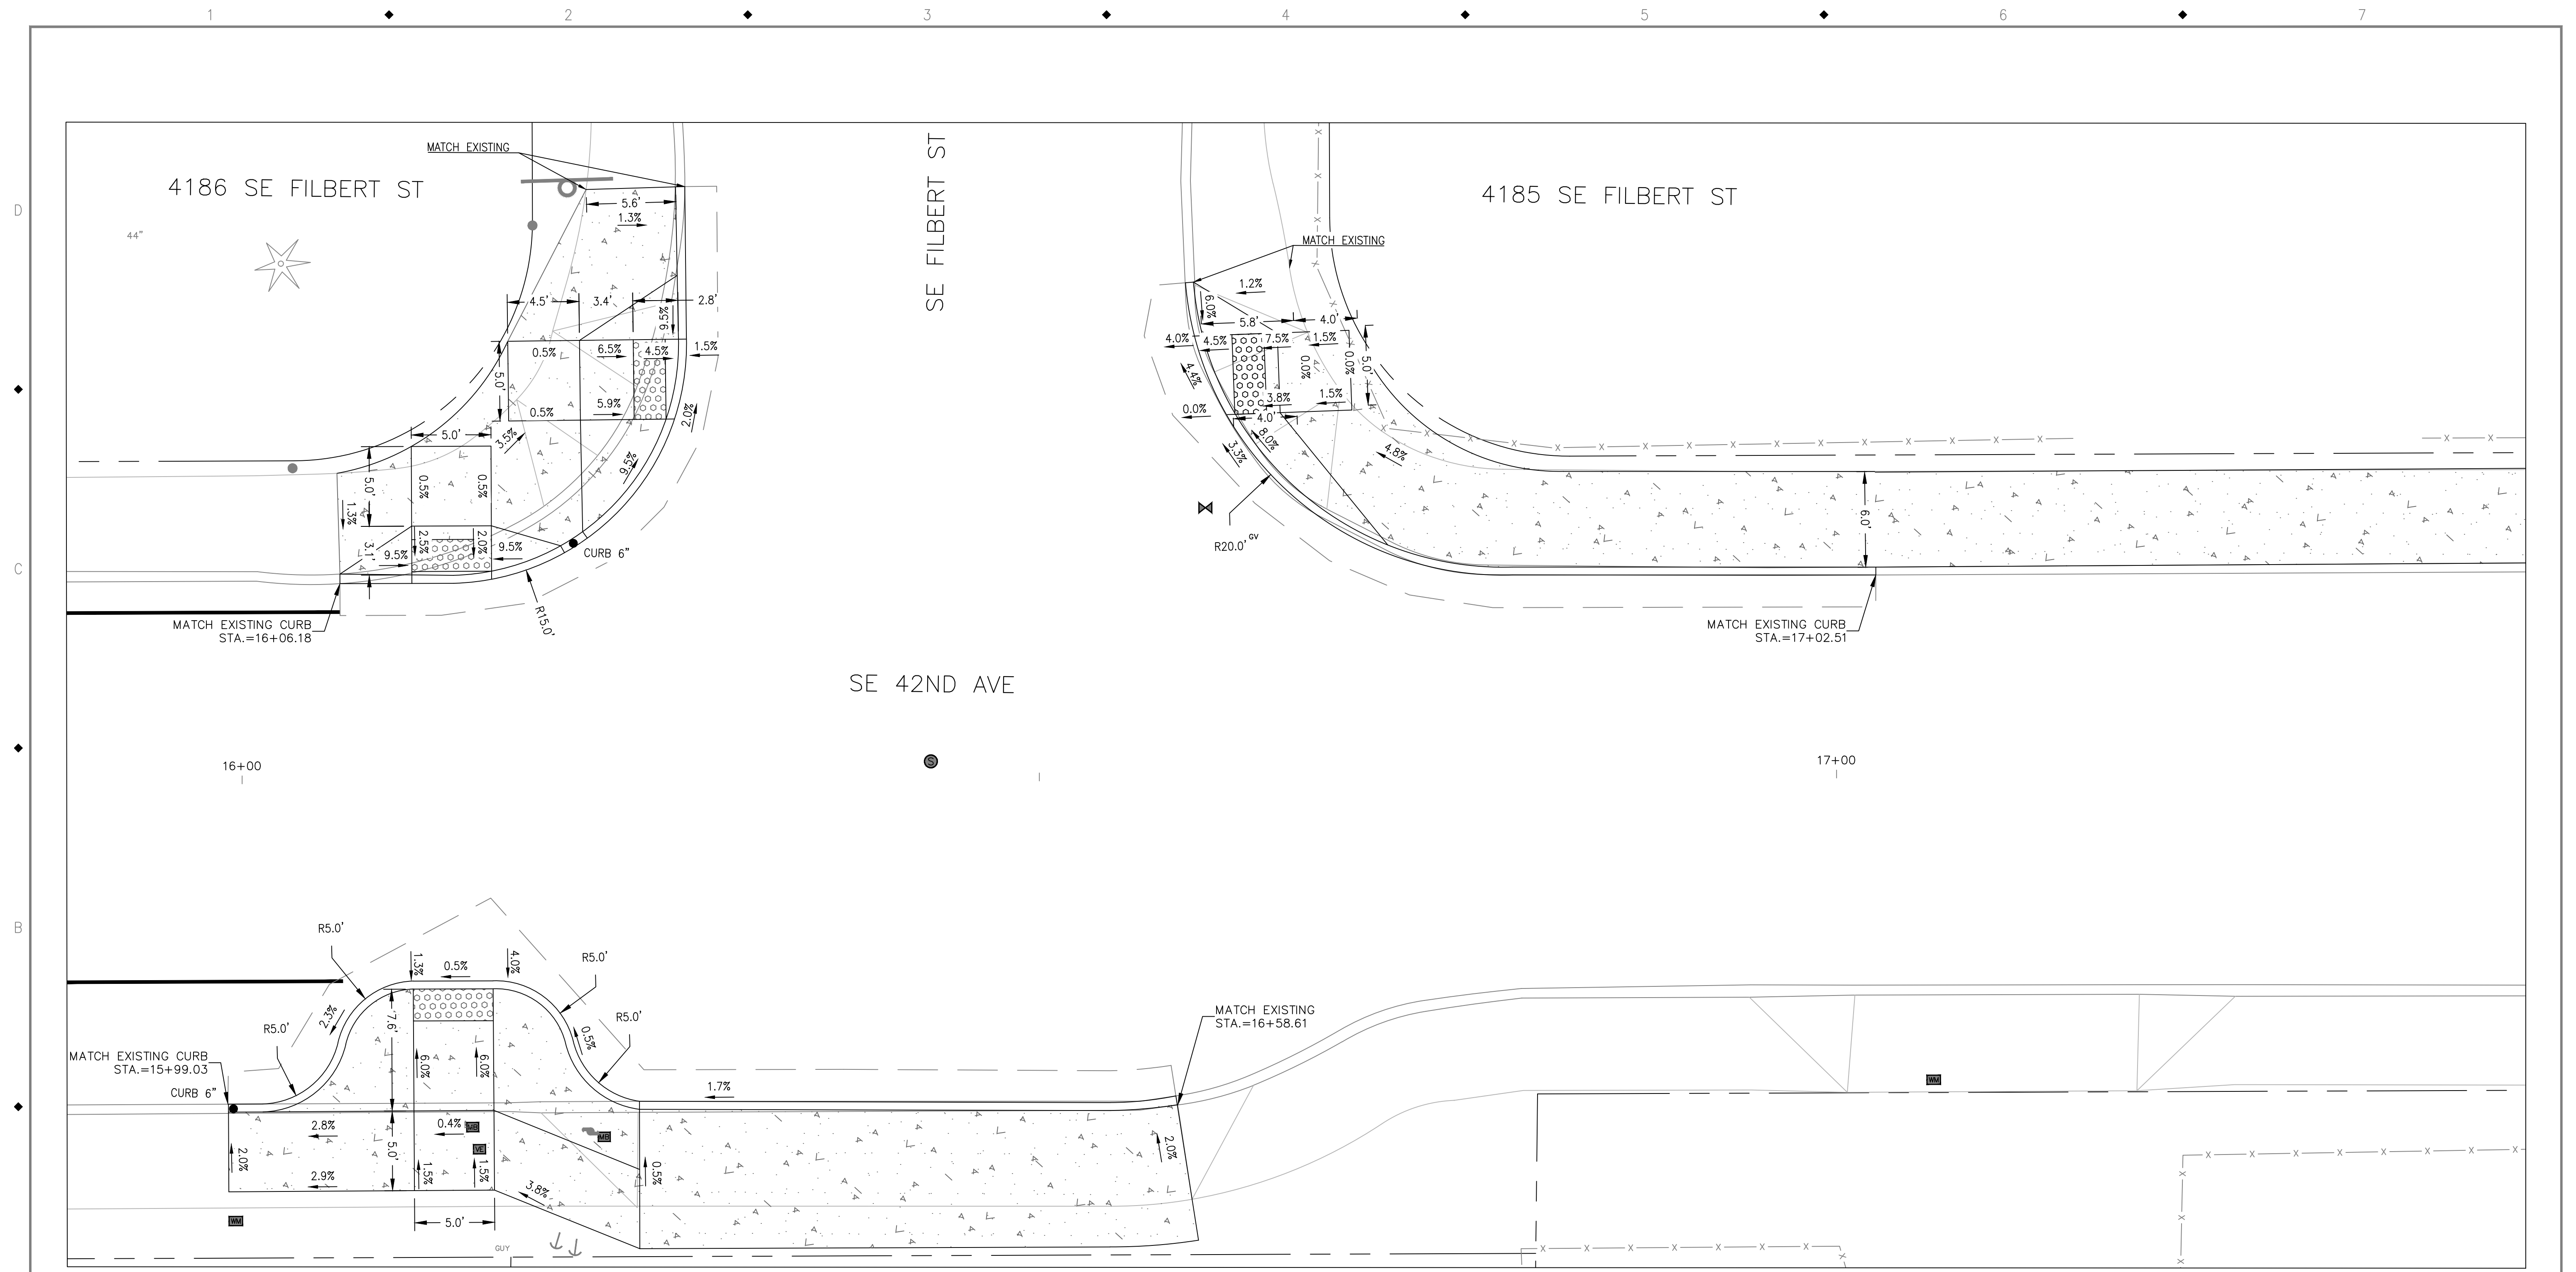 1 2 3 4 5 6 7
D
C
B
MATCH EXISTING
4186 SE FILBERT ST
44"
5.6'
1.3%
4.5'
3.4'
2.8'
9.5%
0.5%
6.5%
4.5%
1.5%
5.0'
0.5%
5.9%
2.0%
5.0'
3.5%
9.5%
5.0'
0.5%
0.5%
1.3%
3.1'
9.5%
2.5%
2.0%
9.5%
CURB 6"
R15.0'
MATCH EXISTING CURB
STA.=16+06.18
SE FILBERT ST
4185 SE FILBERT ST
MATCH EXISTING
1.2%
6.0%
5.8'
4.0'
4.0%
4.5%
7.5%
1.5%
0.0%
0.0%
5.0'
4.4%
3.8%
1.5%
0.0%
4.0'
8.0%
3.3%
4.8%
R20.0'
GV
6.0'
MATCH EXISTING CURB
STA.=17+02.51
SE 42ND AVE
S
16+00
17+00
R5.0'
1.3%
0.5%
4.0%
R5.0'
2.3%
7.6'
R5.0'
0.5%
R5.0'
MATCH EXISTING CURB
STA.=15+99.03
CURB 6"
6.0%
6.0%
1.7%
MATCH EXISTING
STA.=16+58.61
2.8%
0.4%
MB
MB
VE
2.0%
5.0'
2.9%
1.5%
1.5%
3.8%
0.5%
2.0%
5.0'
WM
WM
GUY